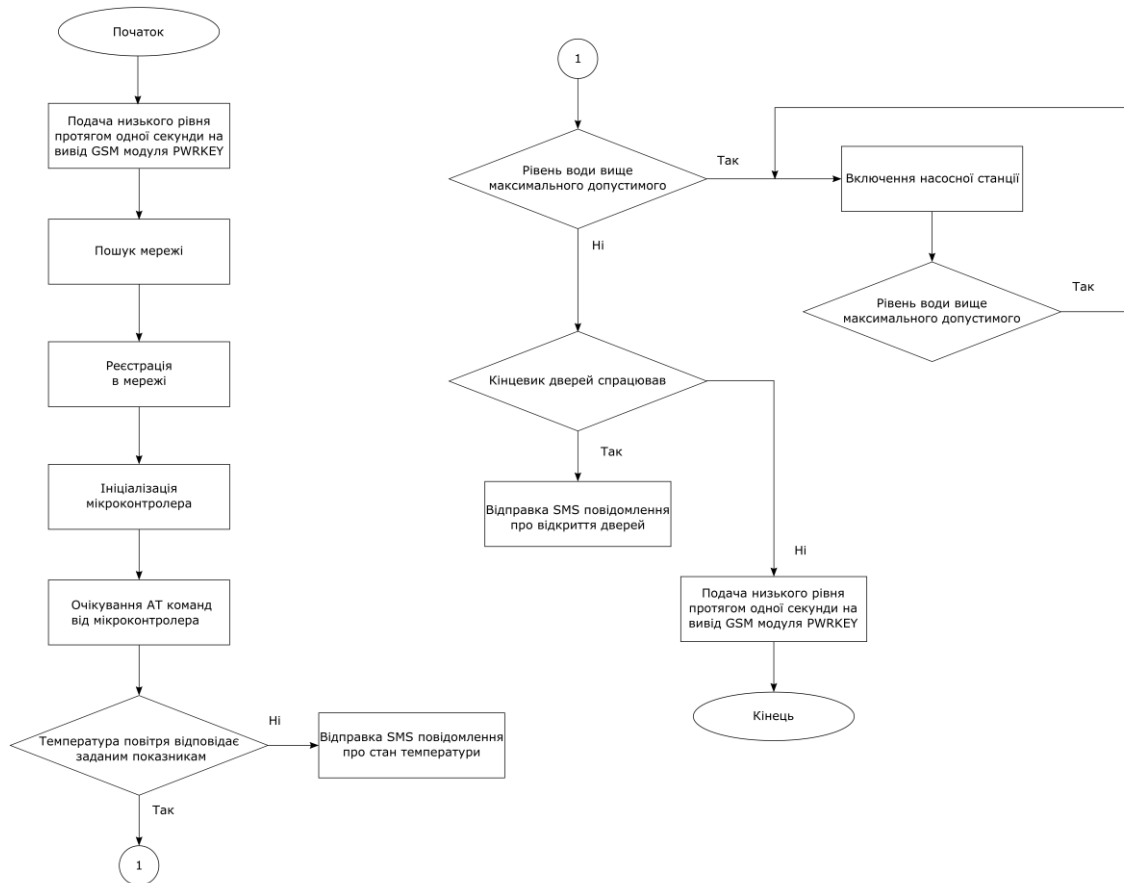 Початок
Подача низького рівня
протягом одної секунди на
вивід GSM модуля PWRKEY
Пошук мережі
Реєстрація
в мережі
Ініціалізація
мікроконтролера
Очікування АТ команд
від мікроконтролера
Температура повітря відповідає
заданим показникам
Ні
Відправка SMS повідомлення
про стан температури
Так
1
1
Рівень води вище
максимального допустимого
Так
Включення насосної станції
Рівень води вище
максимального допустимого
Так
Ні
Кінцевик дверей спрацював
Так
Відправка SMS повідомлення
про відкриття дверей
Ні
Подача низького рівня
протягом одної секунди на
вивід GSM модуля PWRKEY
Кінець